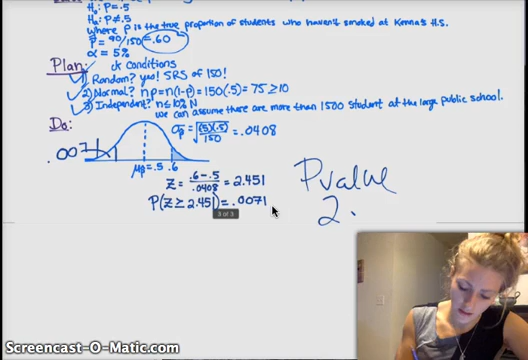 H₀: P=.5
Hₐ: P≠.5
where p is the true proportion of students who haven't smoked at Kenna's H.S.
p̂ = 90/150 = .60
α = 5%
Plan: ck Conditions
1) Random? yes! SRS of 150!
2) Normal? np = n(1-p) = 150(.5) = 75 ≥ 10
3) Independent? n ≤ 10% N
we can assume there are more than 1500 student at the large public school.
Do:
.0071
σp̂ = √(.5)(.5)/150 = .0408
μp̂ = .5 .6
z = .6-.5/.0408 = 2.451
P(z ≥ 2.451) = .0071
3 of 3
Pvalue
2.
Screencast-O-Matic.com